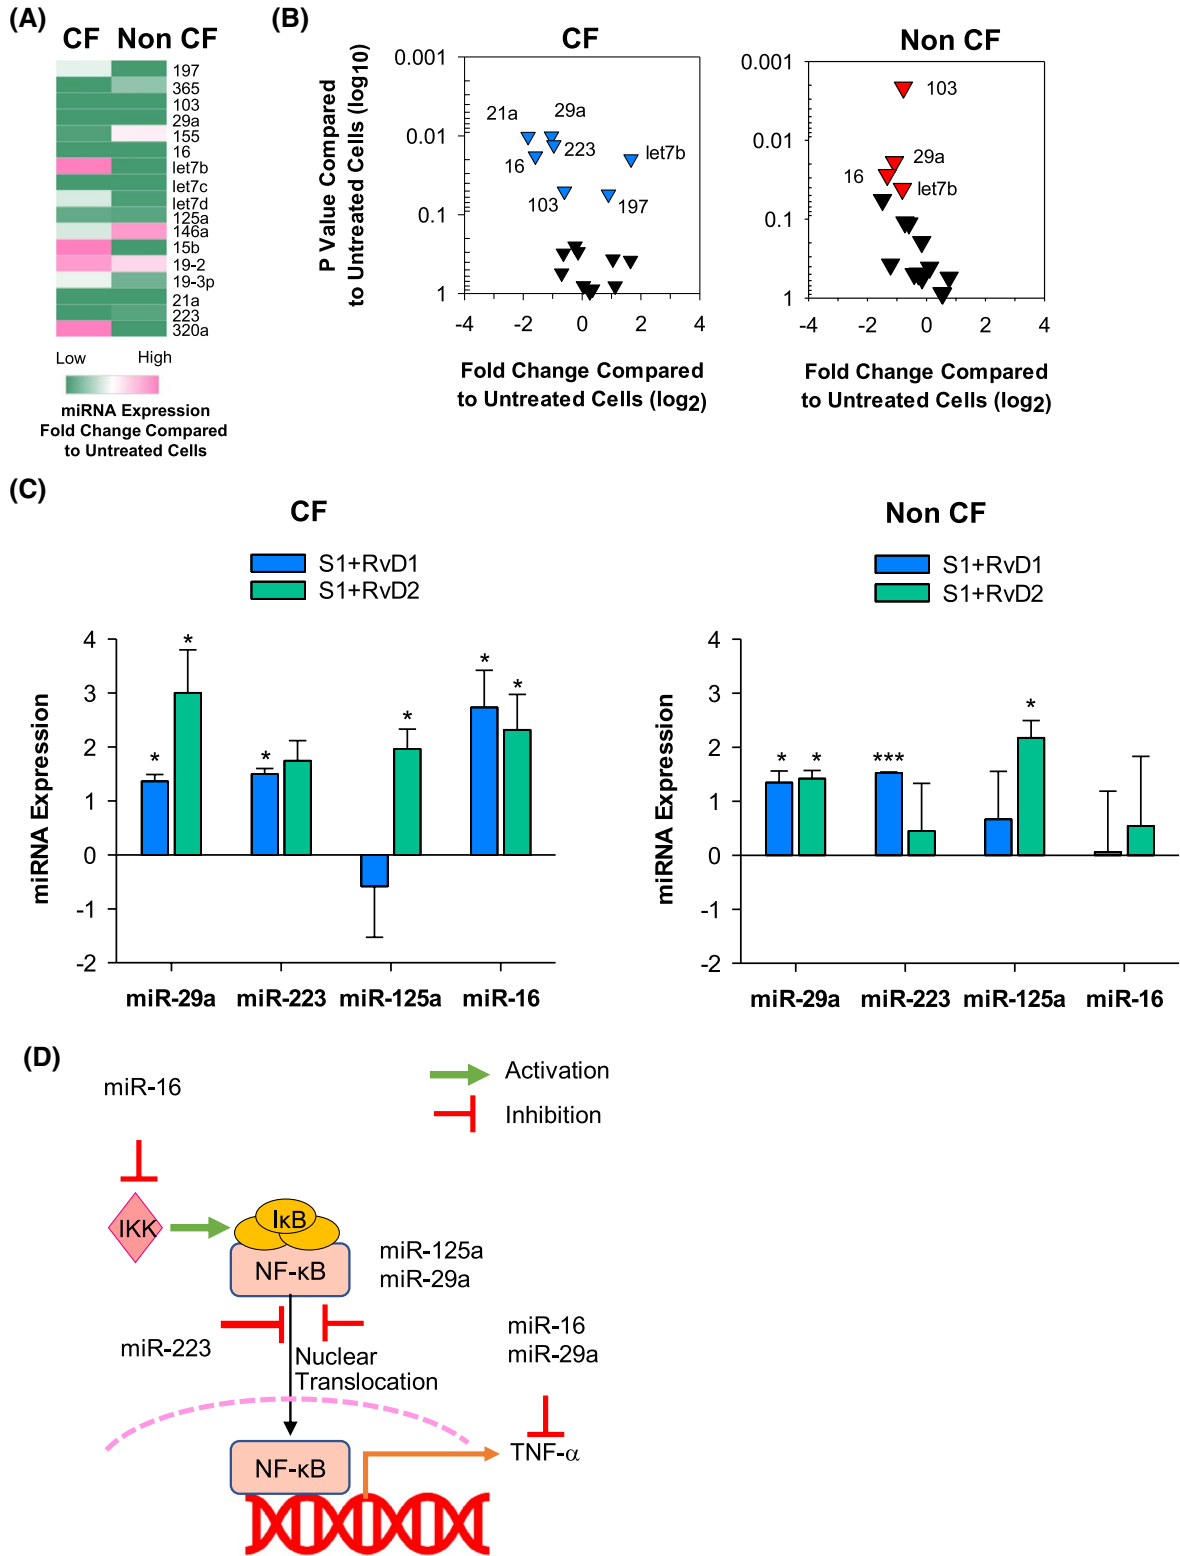 (A)
CF Non CF
197
365
103
29a
155
16
let7b
let7c
let7d
125a
146a
15b
19-2
19-3p
21a
223
320a
Low High
miRNA Expression
Fold Change Compared
to Untreated Cells
(B)
CF
P Value Compared
to Untreated Cells (log10)
0.001
0.01
0.1
1
21a
29a
16
223
let7b
103
197
-4 -2 0 2 4
Fold Change Compared
to Untreated Cells (log2)
Non CF
0.001
0.01
0.1
1
103
29a
16
let7b
-4 -2 0 2 4
Fold Change Compared
to Untreated Cells (log2)
(C)
CF
S1+RvD1
S1+RvD2
miRNA Expression
4
3
2
1
0
-1
-2
* * * * * *
miR-29a miR-223 miR-125a miR-16
Non CF
S1+RvD1
S1+RvD2
miRNA Expression
4
3
2
1
0
-1
-2
* * *** *
miR-29a miR-223 miR-125a miR-16
(D)
Activation
Inhibition
miR-16
IKK
IκB
NF-κB
miR-125a
miR-29a
miR-223
Nuclear
Translocation
miR-16
miR-29a
TNF-α
NF-κB